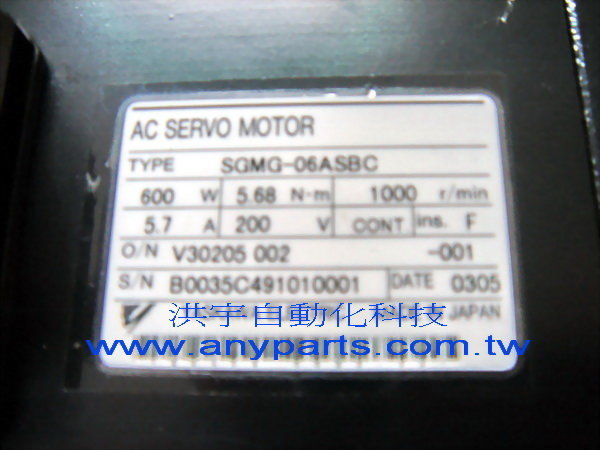 AC SERVO MOTOR
TYPE SGMG-06ASBC
600 W 5.68 N·m 1000 r/min
5.7 A 200 V CONT ins. F
O/N V30205 002 -001
S/N B0035C491010001 DATE 0305
洪宇自動化科技 JAPAN
www.anyparts.com.tw